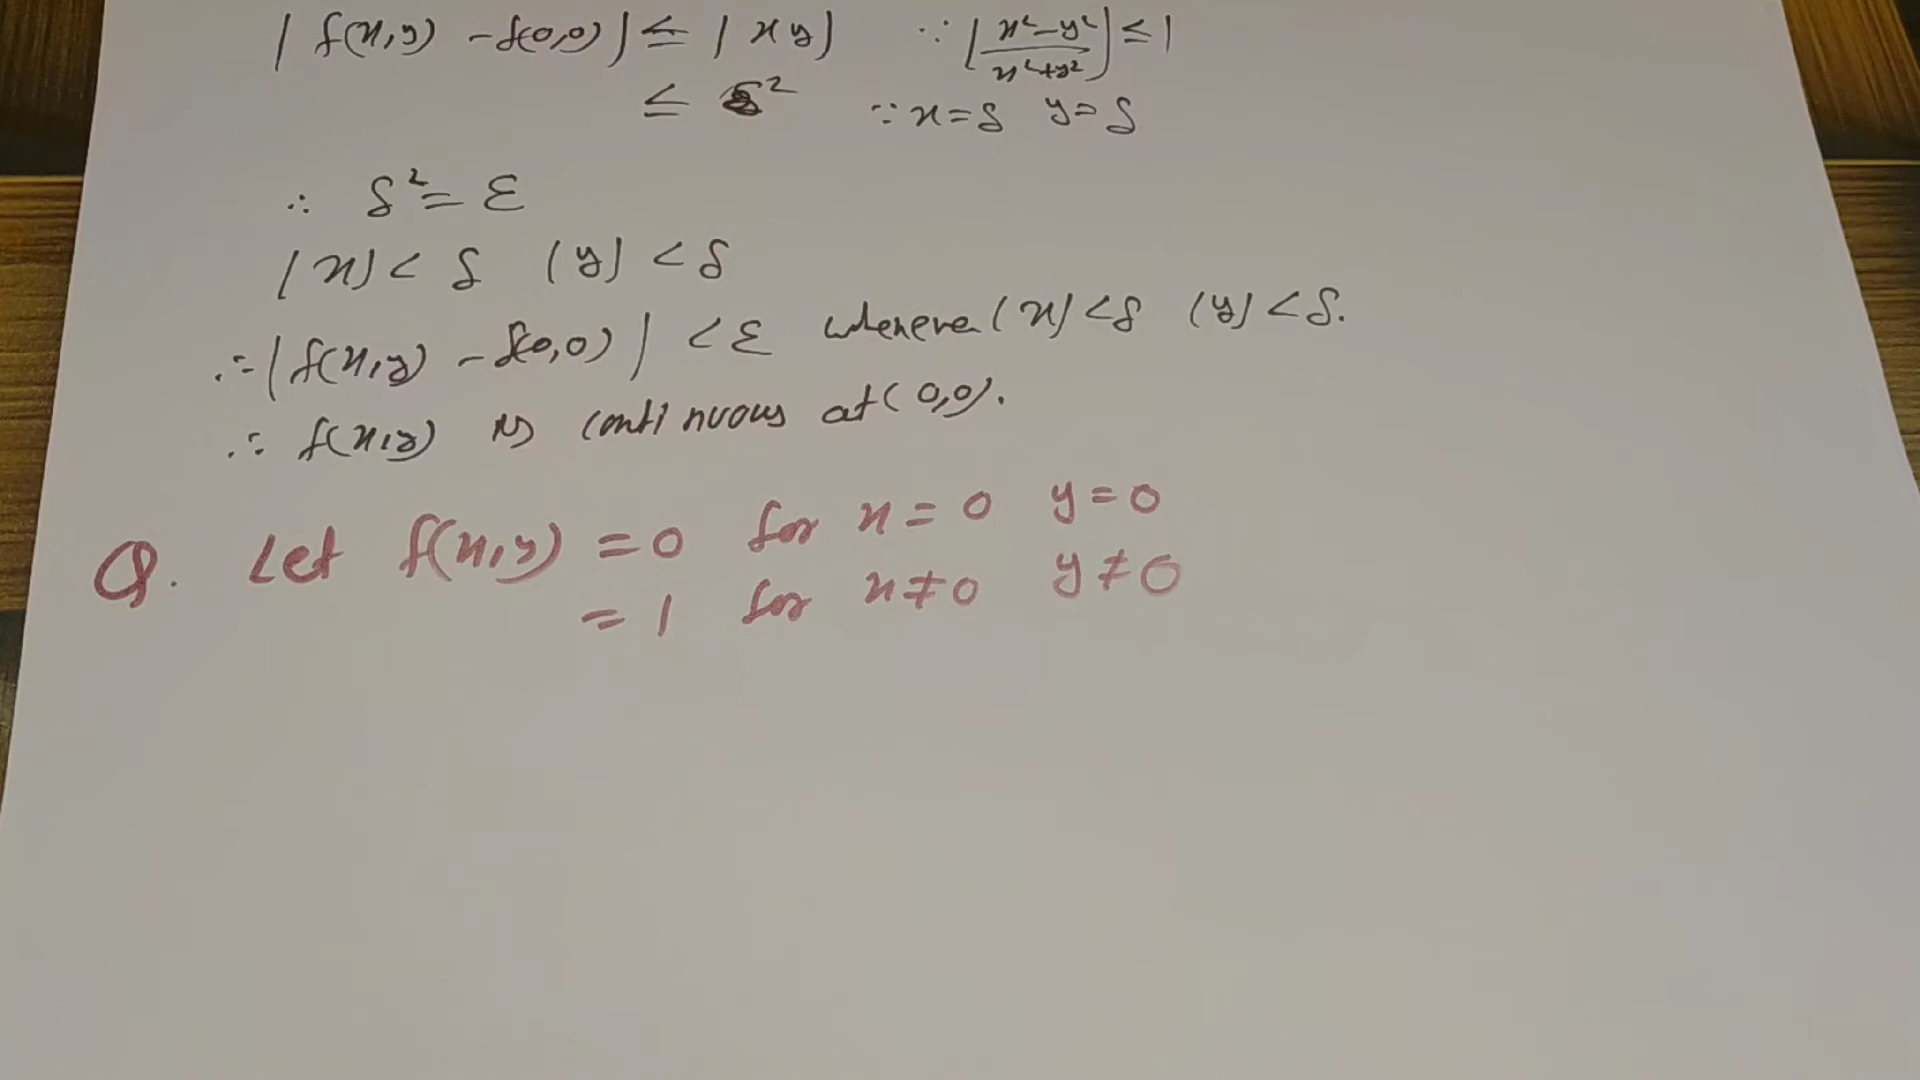 | f(x,y) - f(0,0) | ≤ | xy | ∵ | x²-y² / x²+y² | ≤ 1
≤ δ² ∵ x = δ y = δ
∴ δ² = ε
|x| < δ |y| < δ
∴ | f(x,y) - f(0,0) | < ε whenever |x| < δ |y| < δ.
∴ f(x,y) is continuous at (0,0).
Q. Let f(x,y) = 0 for x = 0 y = 0
= 1 for x ≠ 0 y ≠ 0